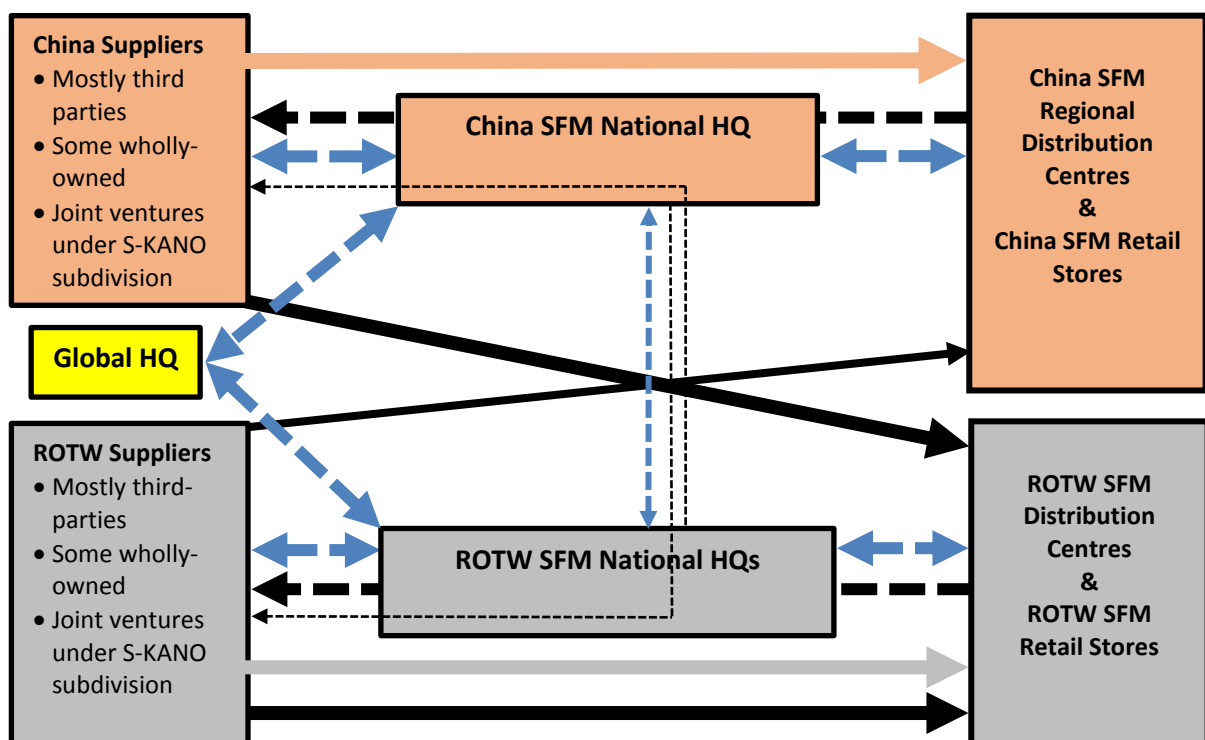 China Suppliers
• Mostly third
parties
• Some wholly-
owned
• Joint ventures
under S-KANO
subdivision
China SFM National HQ
China SFM
Regional
Distribution
Centres
&
China SFM Retail
Stores
Global HQ
ROTW Suppliers
• Mostly third-
parties
• Some wholly-
owned
• Joint ventures
under S-KANO
subdivision
ROTW SFM National HQs
ROTW SFM
Distribution
Centres
&
ROTW SFM
Retail Stores